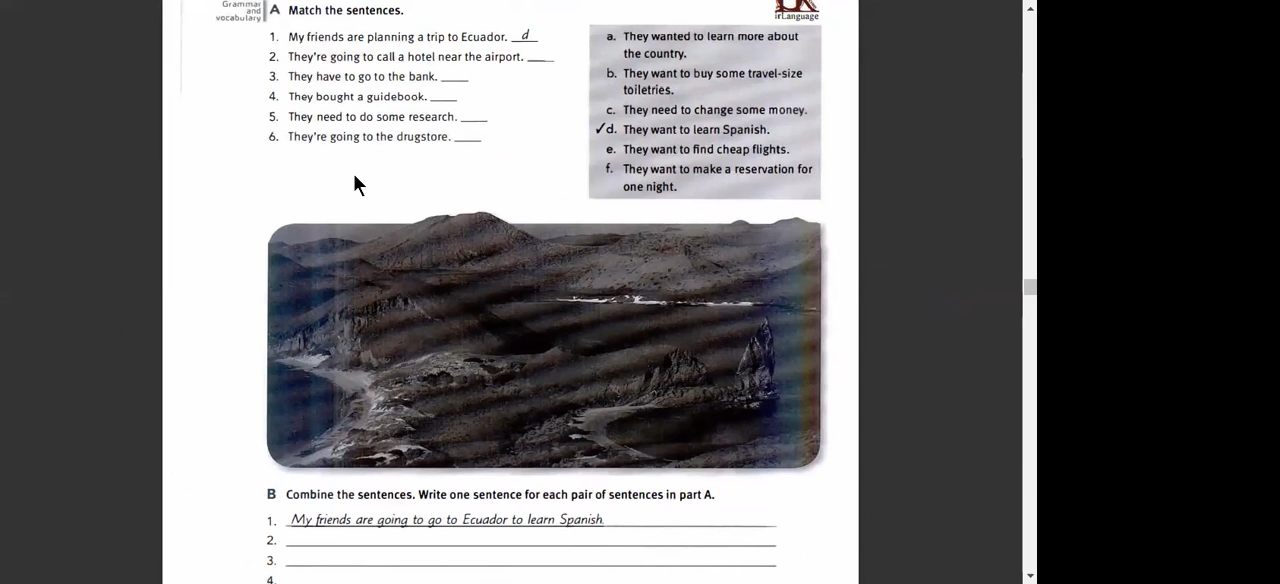 Grammar
and
vocabulary
A Match the sentences.
irLanguage
1. My friends are planning a trip to Ecuador. d
2. They're going to call a hotel near the airport. ____
3. They have to go to the bank. ____
4. They bought a guidebook. ____
5. They need to do some research. ____
6. They're going to the drugstore. ____
a. They wanted to learn more about
the country.
b. They want to buy some travel-size
toiletries.
c. They need to change some money.
✓d. They want to learn Spanish.
e. They want to find cheap flights.
f. They want to make a reservation for
one night.
B Combine the sentences. Write one sentence for each pair of sentences in part A.
1. My friends are going to go to Ecuador to learn Spanish.
2.
3.
4.